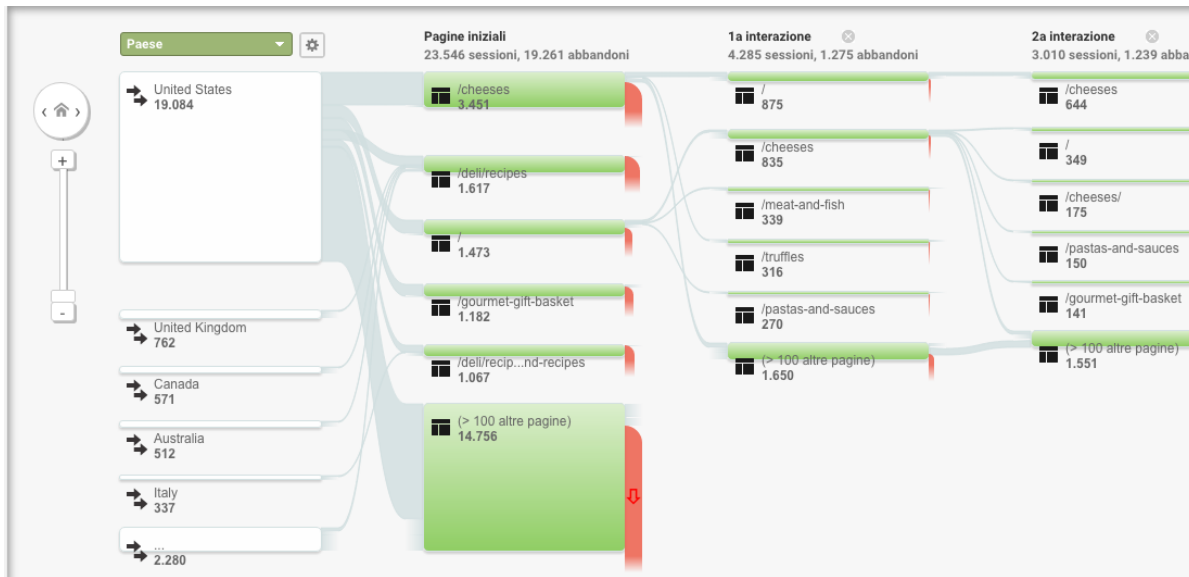 Paese
United States
19.084
United Kingdom
762
Canada
571
Australia
512
Italy
337
...
2.280
+
-
Pagine iniziali
23.546 sessioni, 19.261 abbandoni
/cheeses
3.451
/deli/recipes
1.617
/
1.473
/gourmet-gift-basket
1.182
/deli/recip...nd-recipes
1.067
(> 100 altre pagine)
14.756
1a interazione
4.285 sessioni, 1.275 abbandoni
/
875
/cheeses
835
/meat-and-fish
339
/truffles
316
/pastas-and-sauces
270
(> 100 altre pagine)
1.650
2a interazione
3.010 sessioni, 1.239 abba
/cheeses
644
/
349
/cheeses/
175
/pastas-and-sauces
150
/gourmet-gift-basket
141
(> 100 altre pagine)
1.551